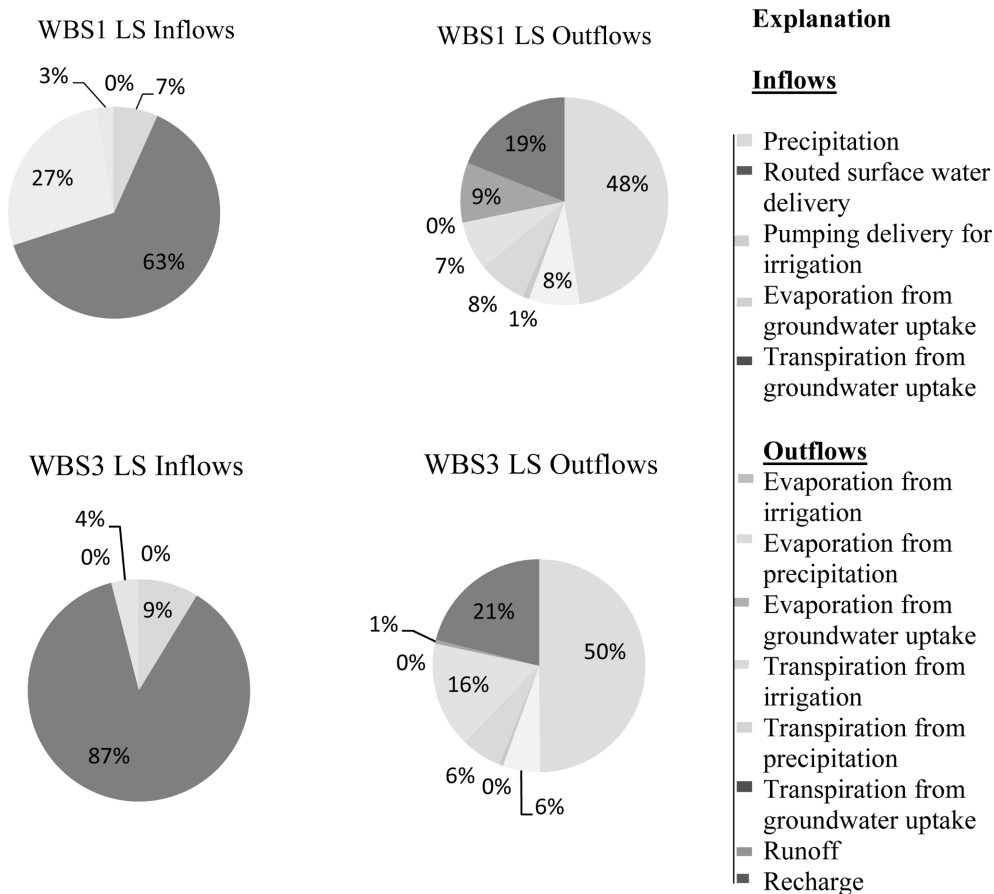 WBS1 LS Inflows
3%
0%
7%
27%
63%
WBS1 LS Outflows
19%
48%
9%
0%
7%
8%
1%
8%
WBS3 LS Inflows
4%
0%
0%
9%
87%
WBS3 LS Outflows
21%
50%
1%
0%
16%
6%
0%
6%
Explanation
Inflows
Precipitation
Routed surface water
delivery
Pumping delivery for
irrigation
Evaporation from
groundwater uptake
Transpiration from
groundwater uptake
Outflows
Evaporation from
irrigation
Evaporation from
precipitation
Evaporation from
groundwater uptake
Transpiration from
irrigation
Transpiration from
precipitation
Transpiration from
groundwater uptake
Runoff
Recharge